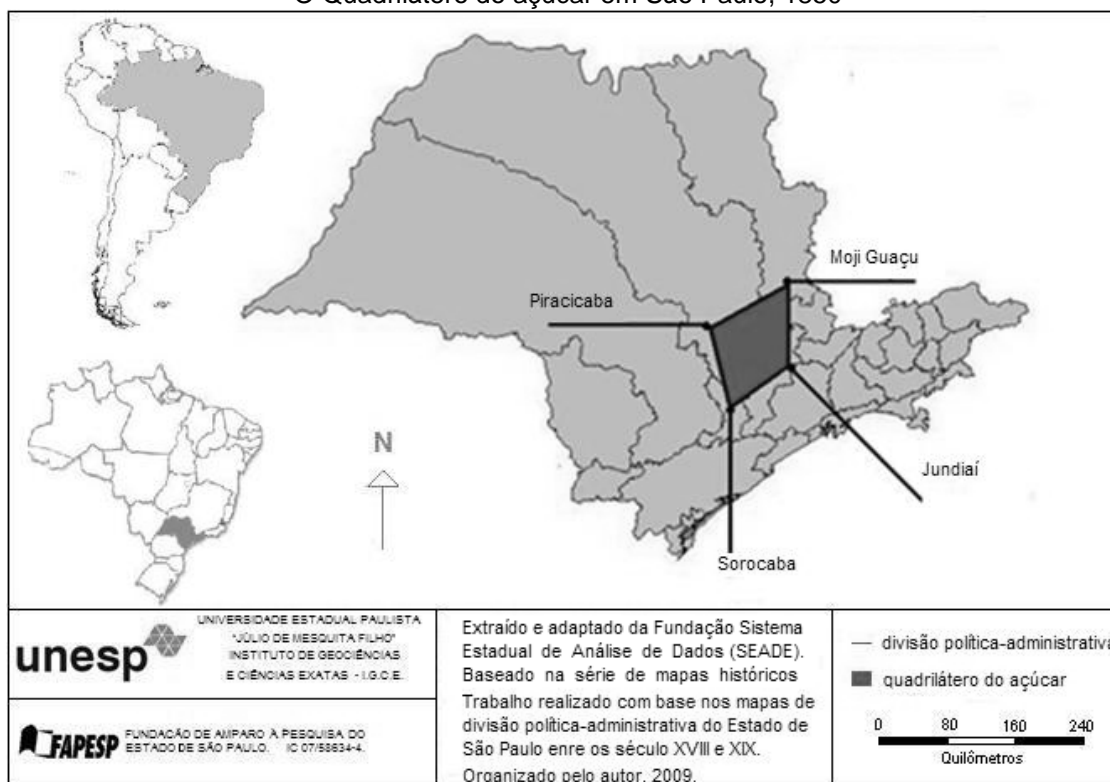 O Quadrilátero do açúcar em São Paulo, 1836
Moji Guaçu
Piracicaba
N
Jundiaí
Sorocaba
unesp
UNIVERSIDADE ESTADUAL PAULISTA
"JÚLIO DE MESQUITA FILHO"
INSTITUTO DE GEOCIÊNCIAS
E CIÊNCIAS EXATAS - I.G.C.E.
FAPESP
FUNDAÇÃO DE AMPARO À PESQUISA DO
ESTADO DE SÃO PAULO. IC 07/58634-4.
Extraído e adaptado da Fundação Sistema
Estadual de Análise de Dados (SEADE).
Baseado na série de mapas históricos
Trabalho realizado com base nos mapas de
divisão política-administrativa do Estado de
São Paulo enre os século XVIII e XIX.
Organizado pelo autor, 2009.
divisão política-administrativa
quadrilátero do açúcar
0 80 160 240
Quilômetros